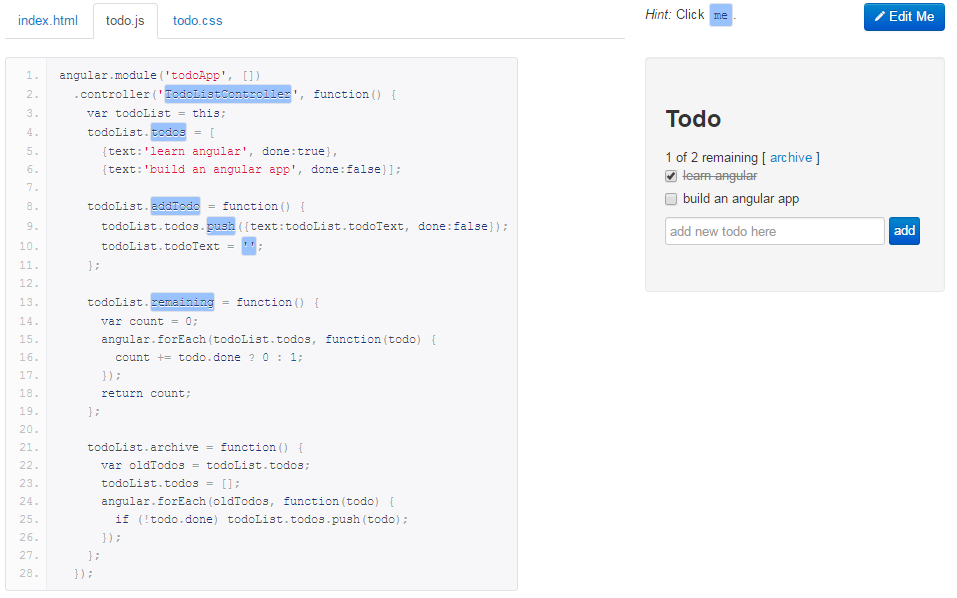 index.html todo.js todo.css
1. angular.module('todoApp', [])
2. .controller('TodoListController', function() {
3. var todoList = this;
4. todoList.todos = [
5. {text:'learn angular', done:true},
6. {text:'build an angular app', done:false}];
7.
8. todoList.addTodo = function() {
9. todoList.todos.push({text:todoList.todoText, done:false});
10. todoList.todoText = '';
11. };
12.
13. todoList.remaining = function() {
14. var count = 0;
15. angular.forEach(todoList.todos, function(todo) {
16. count += todo.done ? 0 : 1;
17. });
18. return count;
19. };
20.
21. todoList.archive = function() {
22. var oldTodos = todoList.todos;
23. todoList.todos = [];
24. angular.forEach(oldTodos, function(todo) {
25. if (!todo.done) todoList.todos.push(todo);
26. });
27. };
28. });
Hint: Click me.
Edit Me
Todo
1 of 2 remaining [ archive ]
learn angular
build an angular app
add new todo here
add